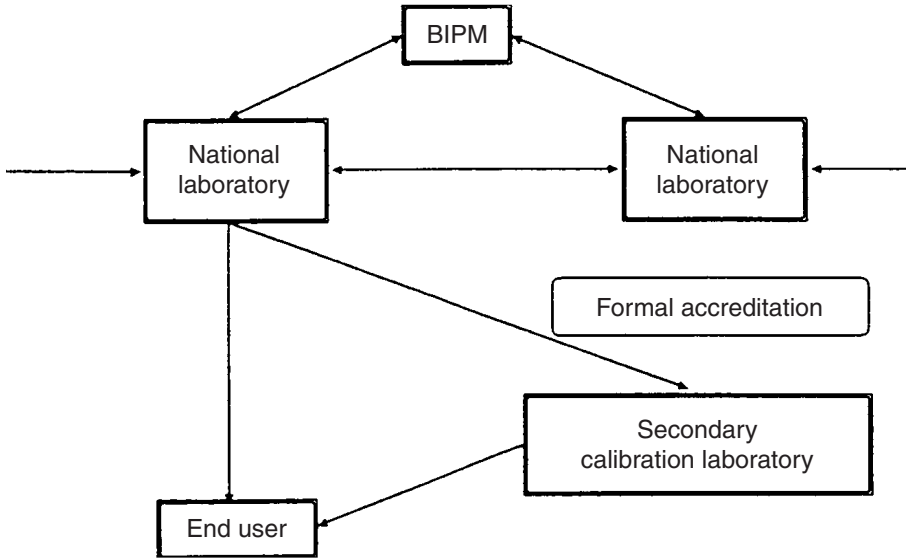 BIPM
National
laboratory
National
laboratory
Formal accreditation
Secondary
calibration laboratory
End user